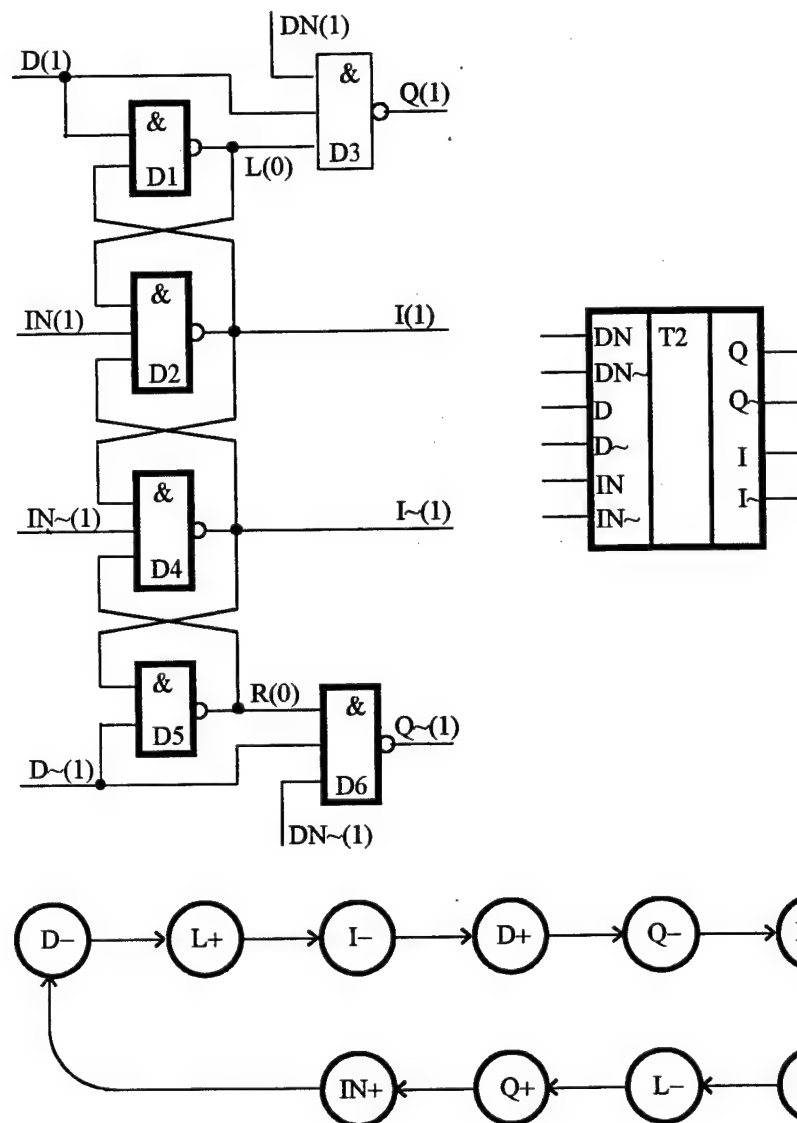 DN(1)
D(1)
&
Q(1)
&
D1
L(0)
D3
&
IN(1)
I(1)
D2
DN
T2
Q
DN~
Q~
D
D~
I
IN
I~
IN~
&
IN~(1)
I~(1)
D4
&
R(0)
&
D5
Q~(1)
D~(1)
D6
DN~(1)
D−
L+
I−
D+
Q−
IN+
Q+
L−